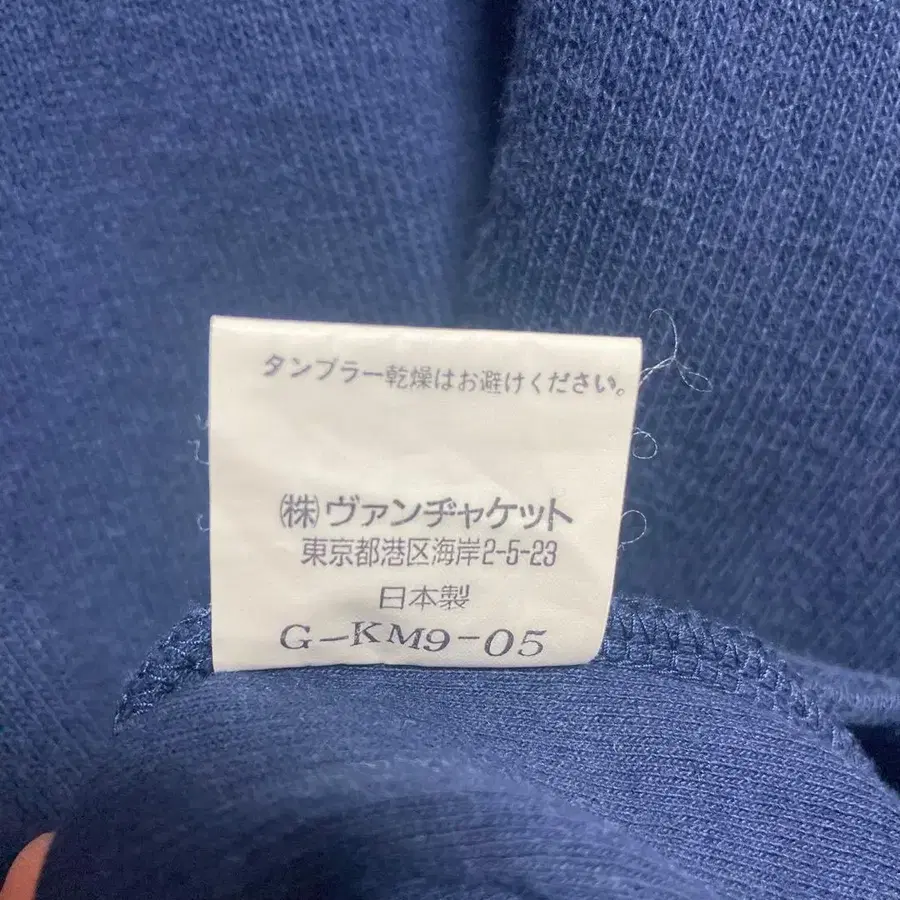 タンブラー乾燥はお避けください。
㈱ヴァンヂャケット
東京都港区海岸2-5-23
日本製
G-KM9-05